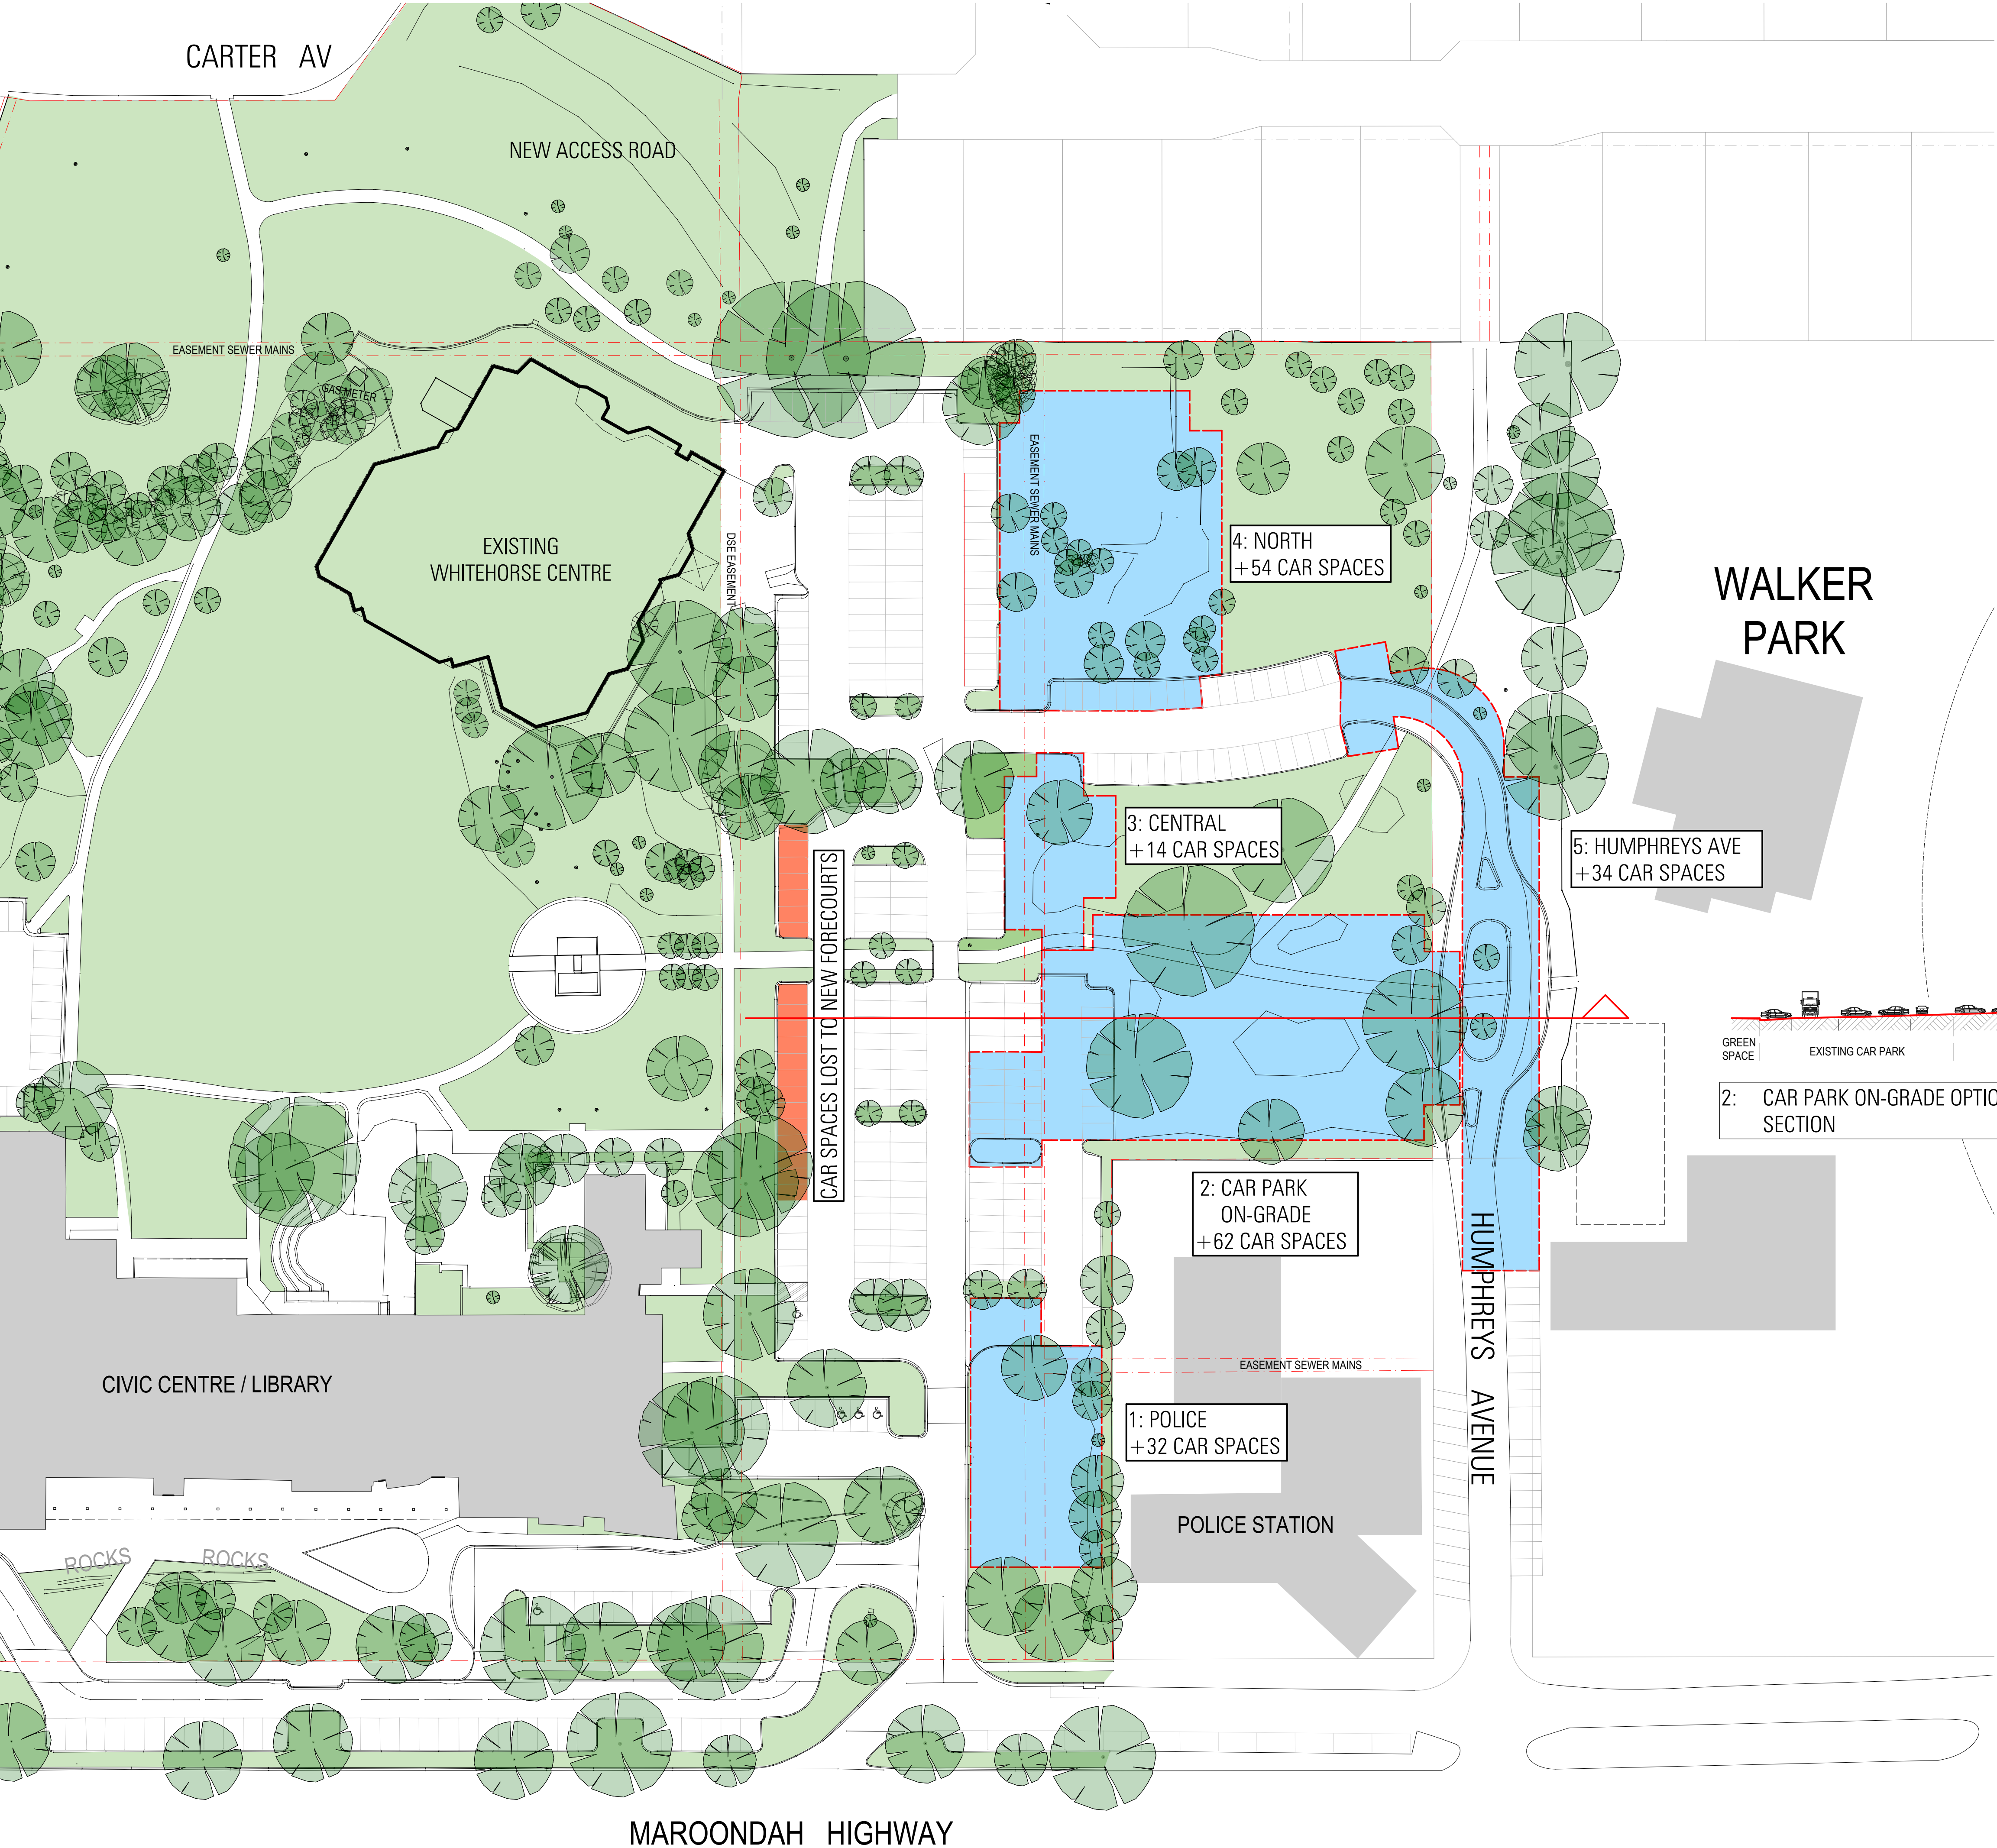 CARTER AV
NEW ACCESS ROAD
EASEMENT SEWER MAINS
GAS METER
EXISTING
WHITEHORSE CENTRE
DSE EASEMENT
EASEMENT SEWER MAINS
4: NORTH
+54 CAR SPACES
WALKER
PARK
3: CENTRAL
+14 CAR SPACES
5: HUMPHREYS AVE
+34 CAR SPACES
CAR SPACES LOST TO NEW FORECOURTS
GREEN
SPACE
EXISTING CAR PARK
2: CAR PARK ON-GRADE OPTIO
SECTION
2: CAR PARK
ON-GRADE
+62 CAR SPACES
HUMPHREYS AVENUE
EASEMENT SEWER MAINS
CIVIC CENTRE / LIBRARY
1: POLICE
+32 CAR SPACES
POLICE STATION
ROCKS
ROCKS
MAROONDAH HIGHWAY